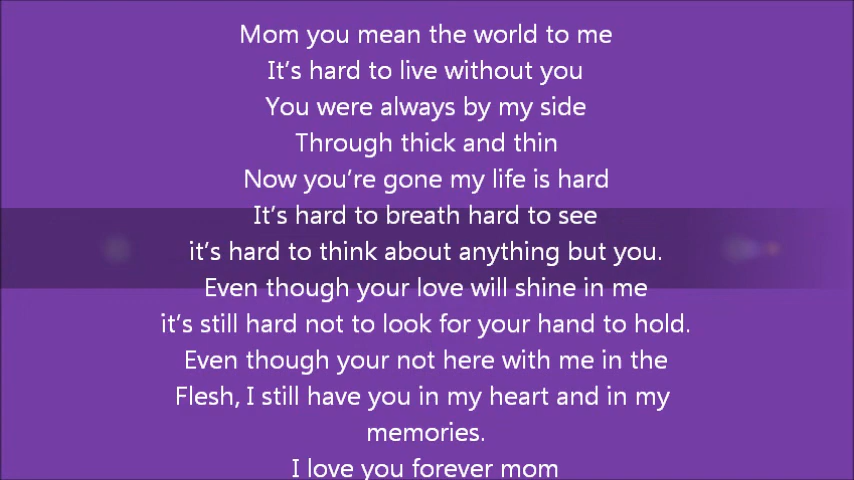 Mom you mean the world to me
It's hard to live without you
You were always by my side
Through thick and thin
Now you're gone my life is hard
It's hard to breath hard to see
it's hard to think about anything but you.
Even though your love will shine in me
it's still hard not to look for your hand to hold.
Even though your not here with me in the
Flesh, I still have you in my heart and in my
memories.
I love you forever mom